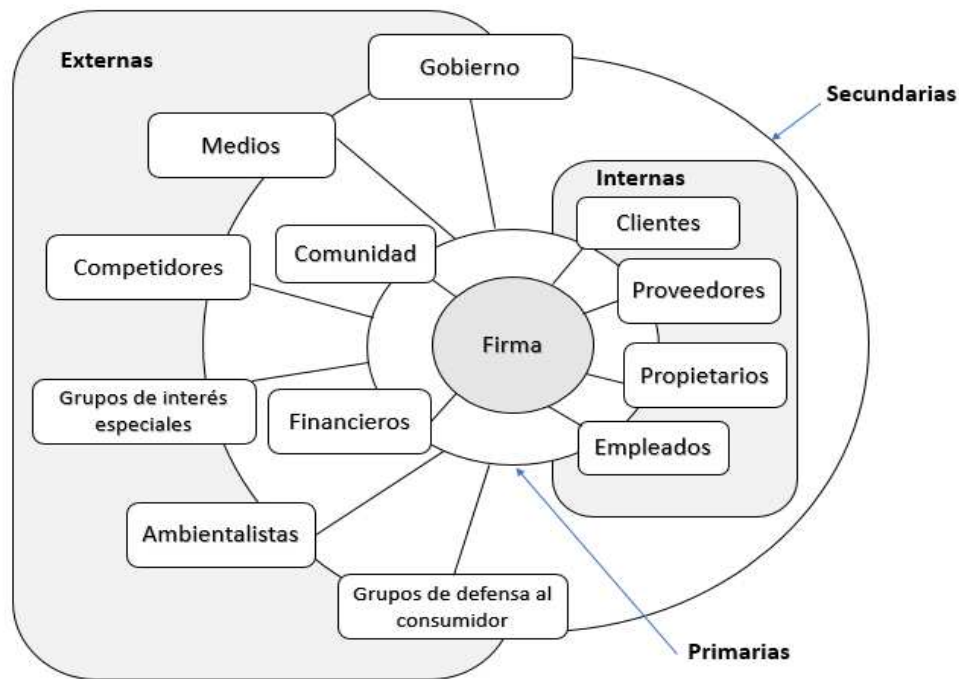 Externas
Gobierno
Secundarias
Medios
Internas
Clientes
Comunidad
Competidores
Proveedores
Firma
Propietarios
Grupos de interés
especiales
Financieros
Empleados
Ambientalistas
Grupos de defensa al
consumidor
Primarias